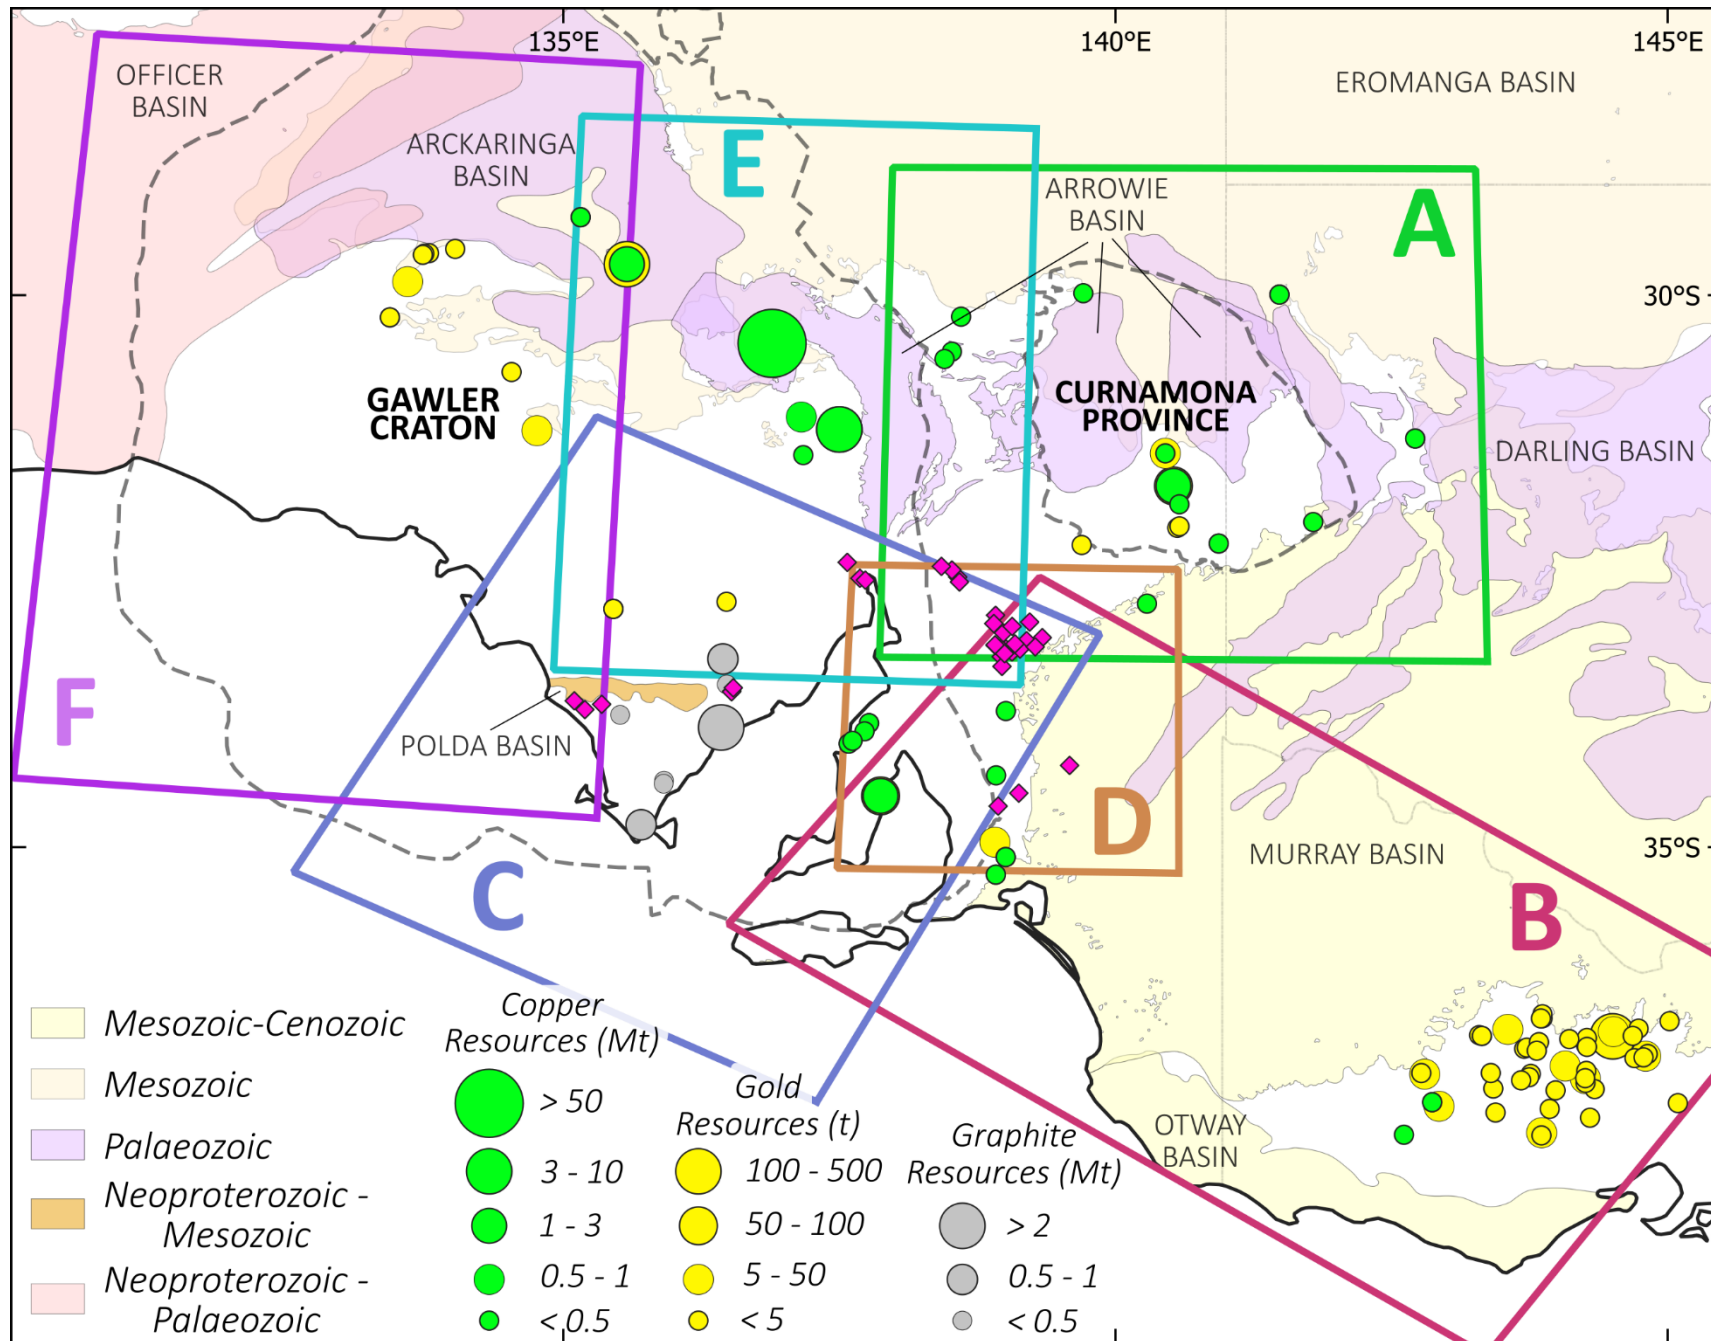 135°E
140°E
145°E
OFFICER
BASIN
EROMANGA BASIN
ARCKARINGA
BASIN
E
ARROWIE
BASIN
A
30°S
GAWLER
CRATON
CURNAMONA
PROVINCE
DARLING BASIN
F
POLDA BASIN
D
MURRAY BASIN
35°S
C
B
OTWAY
BASIN
Mesozoic-Cenozoic
Mesozoic
Palaeozoic
Neoproterozoic -
Mesozoic
Neoproterozoic -
Palaeozoic
Copper
Resources (Mt)
> 50
3 - 10
1 - 3
0.5 - 1
< 0.5
Gold
Resources (t)
100 - 500
50 - 100
5 - 50
< 5
Graphite
Resources (Mt)
> 2
0.5 - 1
< 0.5